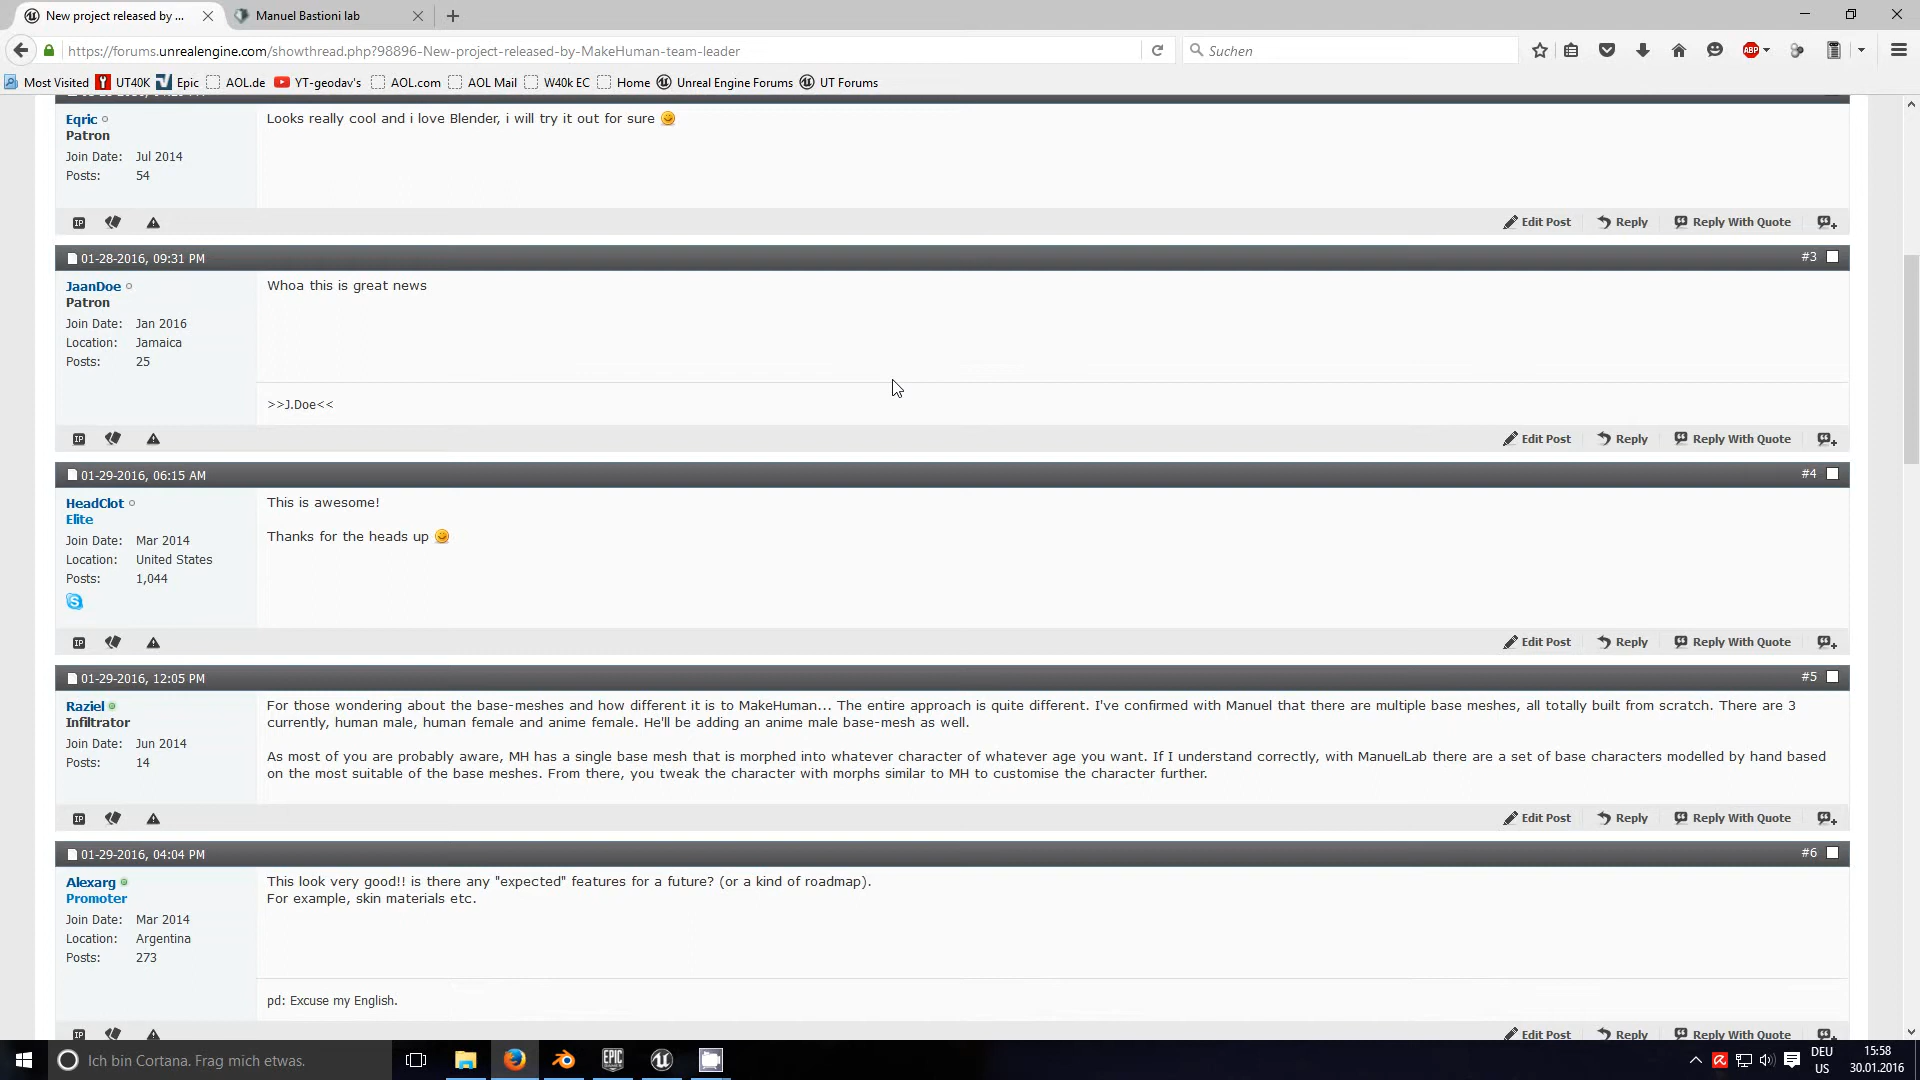 New project released by ...
Manuel Bastioni lab
https://forums.unrealengine.com/showthread.php?98896-New-project-released-by-MakeHuman-team-leader
Suchen
ABP
Most Visited
UT40K
Epic
AOL.de
YT-geodav's
AOL.com
AOL Mail
W40k EC
Home
Unreal Engine Forums
UT Forums
Eqric
Patron
Join Date: Jul 2014
Posts: 54
Looks really cool and i love Blender, i will try it out for sure
IP
Edit Post
Reply
Reply With Quote
01-28-2016, 09:31 PM
#3
JaanDoe
Patron
Join Date: Jan 2016
Location: Jamaica
Posts: 25
Whoa this is great news
>>J.Doe<<
IP
Edit Post
Reply
Reply With Quote
01-29-2016, 06:15 AM
#4
HeadClot
Elite
Join Date: Mar 2014
Location: United States
Posts: 1,044
This is awesome!
Thanks for the heads up
IP
Edit Post
Reply
Reply With Quote
01-29-2016, 12:05 PM
#5
Raziel
Infiltrator
Join Date: Jun 2014
Posts: 14
For those wondering about the base-meshes and how different it is to MakeHuman... The entire approach is quite different. I've confirmed with Manuel that there are multiple base meshes, all totally built from scratch. There are 3
currently, human male, human female and anime female. He'll be adding an anime male base-mesh as well.
As most of you are probably aware, MH has a single base mesh that is morphed into whatever character of whatever age you want. If I understand correctly, with ManuelLab there are a set of base characters modelled by hand based
on the most suitable of the base meshes. From there, you tweak the character with morphs similar to MH to customise the character further.
IP
Edit Post
Reply
Reply With Quote
01-29-2016, 04:04 PM
#6
Alexarg
Promoter
Join Date: Mar 2014
Location: Argentina
Posts: 273
This look very good!! is there any "expected" features for a future? (or a kind of roadmap).
For example, skin materials etc.
pd: Excuse my English.
IP
Edit Post
Reply
Reply With Quote
Ich bin Cortana. Frag mich etwas.
EPIC
DEU
US
15:58
30.01.2016